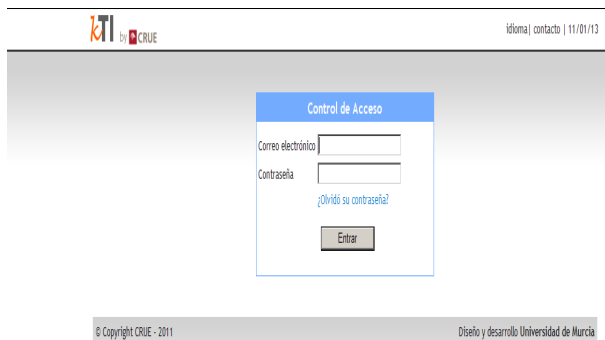 kTI by CRUE
idioma| contacto | 11/01/13
Control de Acceso
Correo electrónico
Contraseña
¿Olvidó su contraseña?
Entrar
© Copyright CRUE - 2011
Diseño y desarrollo Universidad de Murcia